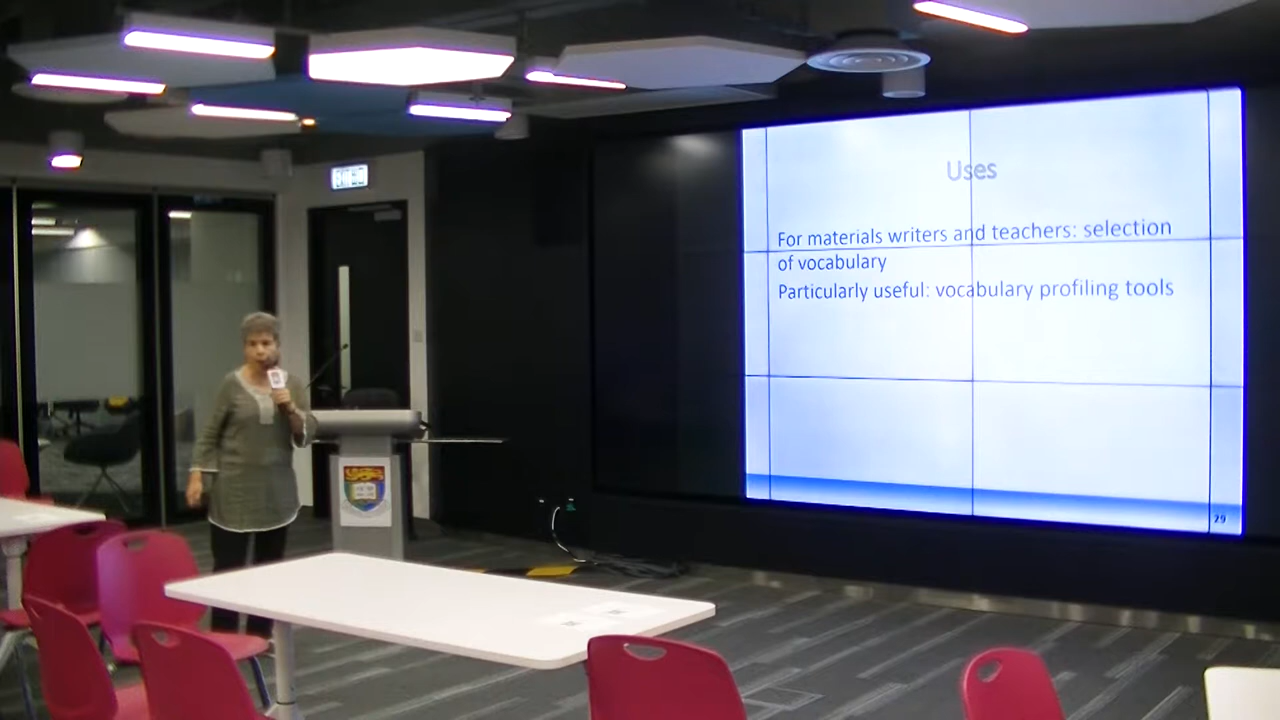 Uses
For materials writers and teachers: selection
of vocabulary
Particularly useful: vocabulary profiling tools
29